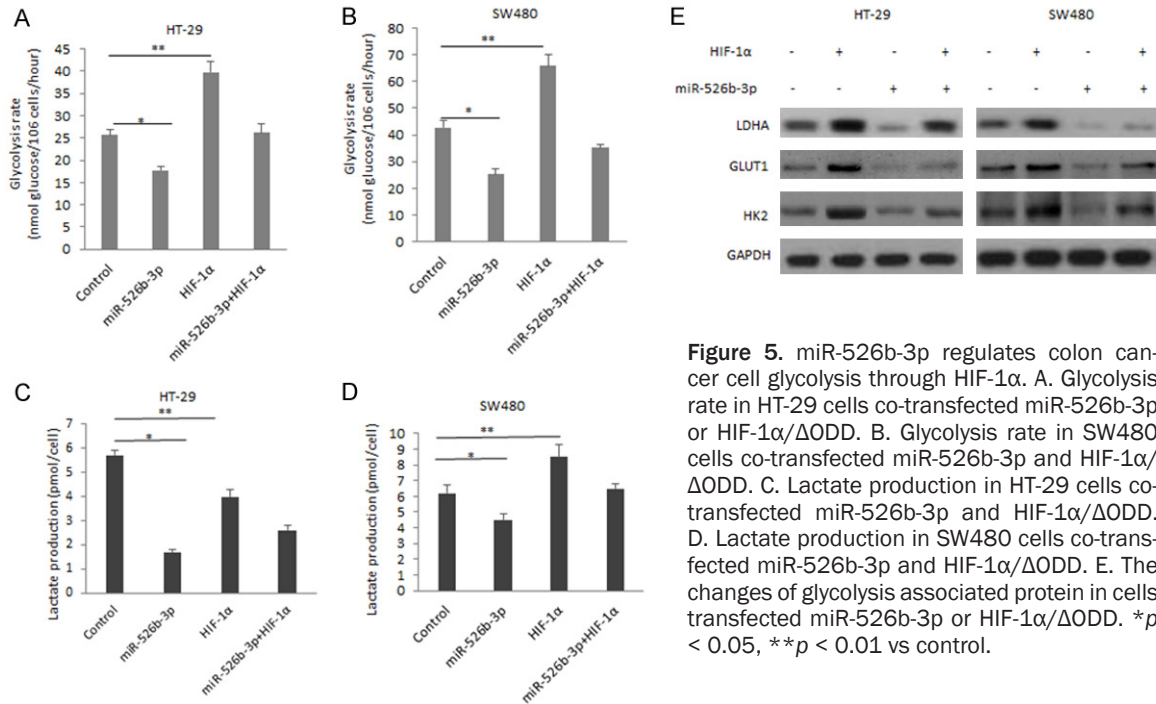 A
HT-29
**
*
Glycolysis rate
(nmol glucose/106 cells/hour)
45
40
35
30
25
20
15
10
5
0
Control
miR-526b-3p
HIF-1α
miR-526b-3p+HIF-1α
B
SW480
**
*
Glycolysis rate
(nmol glucose/106 cells/hour)
80
70
60
50
40
30
20
10
0
Control
miR-526b-3p
HIF-1α
miR-526b-3p+HIF-1α
C
HT-29
**
*
Lactate production (pmol/cell)
7
6
5
4
3
2
1
0
Control
miR-526b-3p
HIF-1α
miR-526b-3p+HIF-1α
D
SW480
**
*
Lactate production (pmol/cell)
10
9
8
7
6
5
4
3
2
1
0
Control
miR-526b-3p
HIF-1α
miR-526b-3p+HIF-1α
E
HT-29 SW480
HIF-1α - + - + - + - +
miR-526b-3p - - + + - - + +
LDHA
GLUT1
HK2
GAPDH
Figure 5. miR-526b-3p regulates colon can-
cer cell glycolysis through HIF-1α. A. Glycolysis
rate in HT-29 cells co-transfected miR-526b-3p
or HIF-1α/ΔODD. B. Glycolysis rate in SW480
cells co-transfected miR-526b-3p and HIF-1α/
ΔODD. C. Lactate production in HT-29 cells co-
transfected miR-526b-3p and HIF-1α/ΔODD.
D. Lactate production in SW480 cells co-trans-
fected miR-526b-3p and HIF-1α/ΔODD. E. The
changes of glycolysis associated protein in cells
transfected miR-526b-3p or HIF-1α/ΔODD. *p
< 0.05, **p < 0.01 vs control.